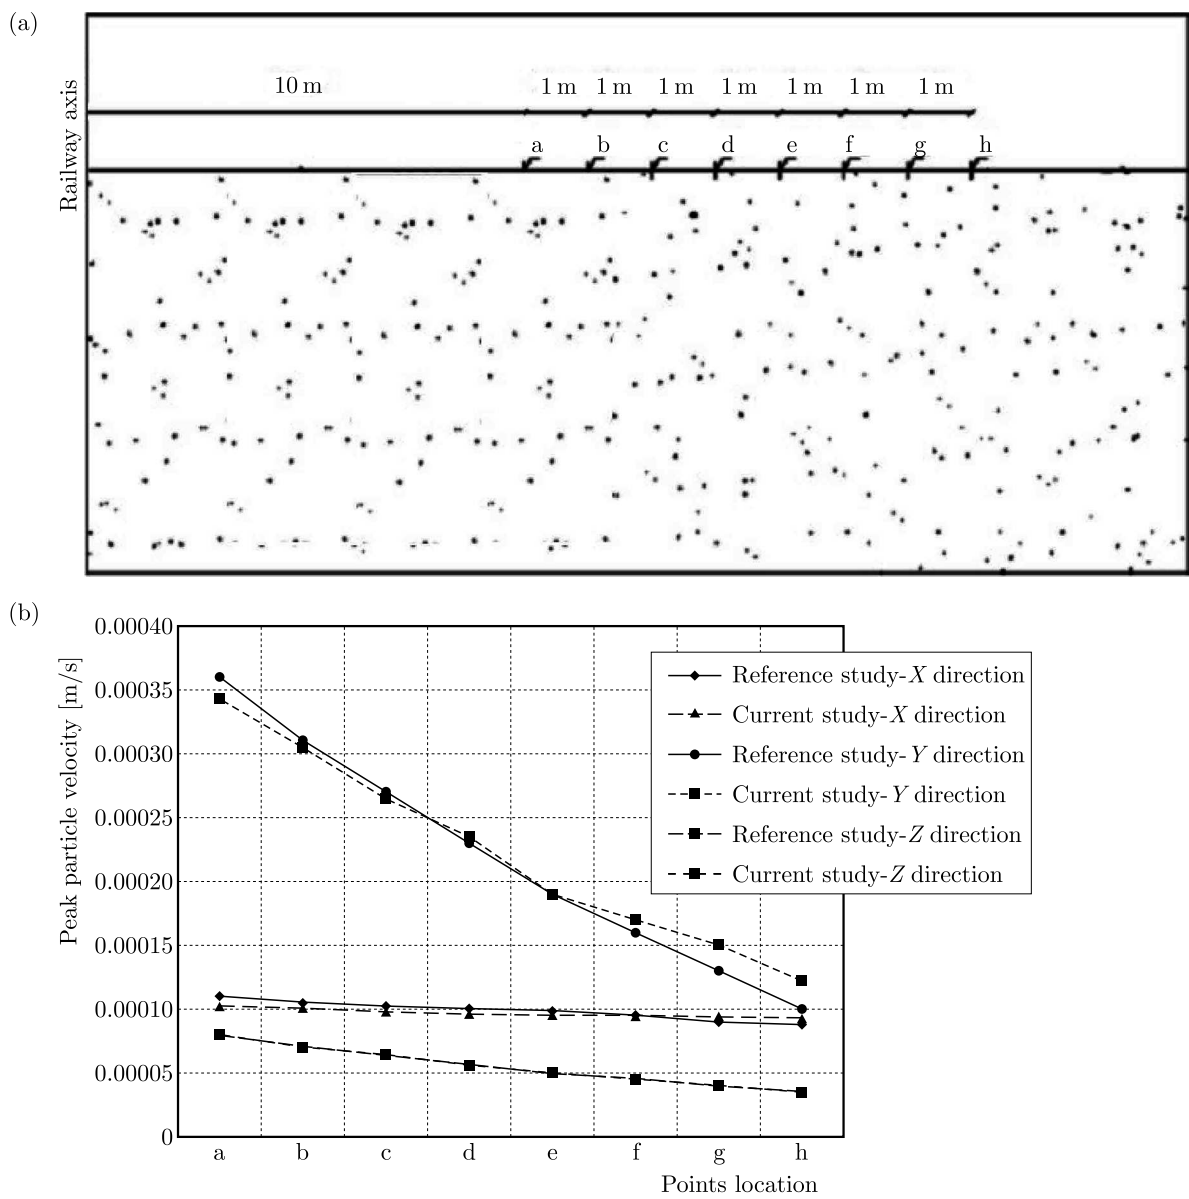 (a)
Railway axis
10 m 1 m 1 m 1 m 1 m 1 m 1 m 1 m
a b c d e f g h
(b)
Peak particle velocity [m/s]
0.00040
0.00035
0.00030
0.00025
0.00020
0.00015
0.00010
0.00005
0
Reference study-X direction
Current study-X direction
Reference study-Y direction
Current study-Y direction
Reference study-Z direction
Current study-Z direction
a b c d e f g h
Points location